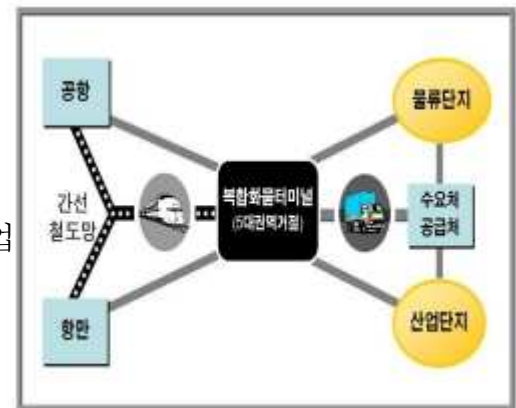 공항
물류단지
간선
철도망
복합화물터미널
(5대권역거점)
수요처
공급처
업
항만
산업단지